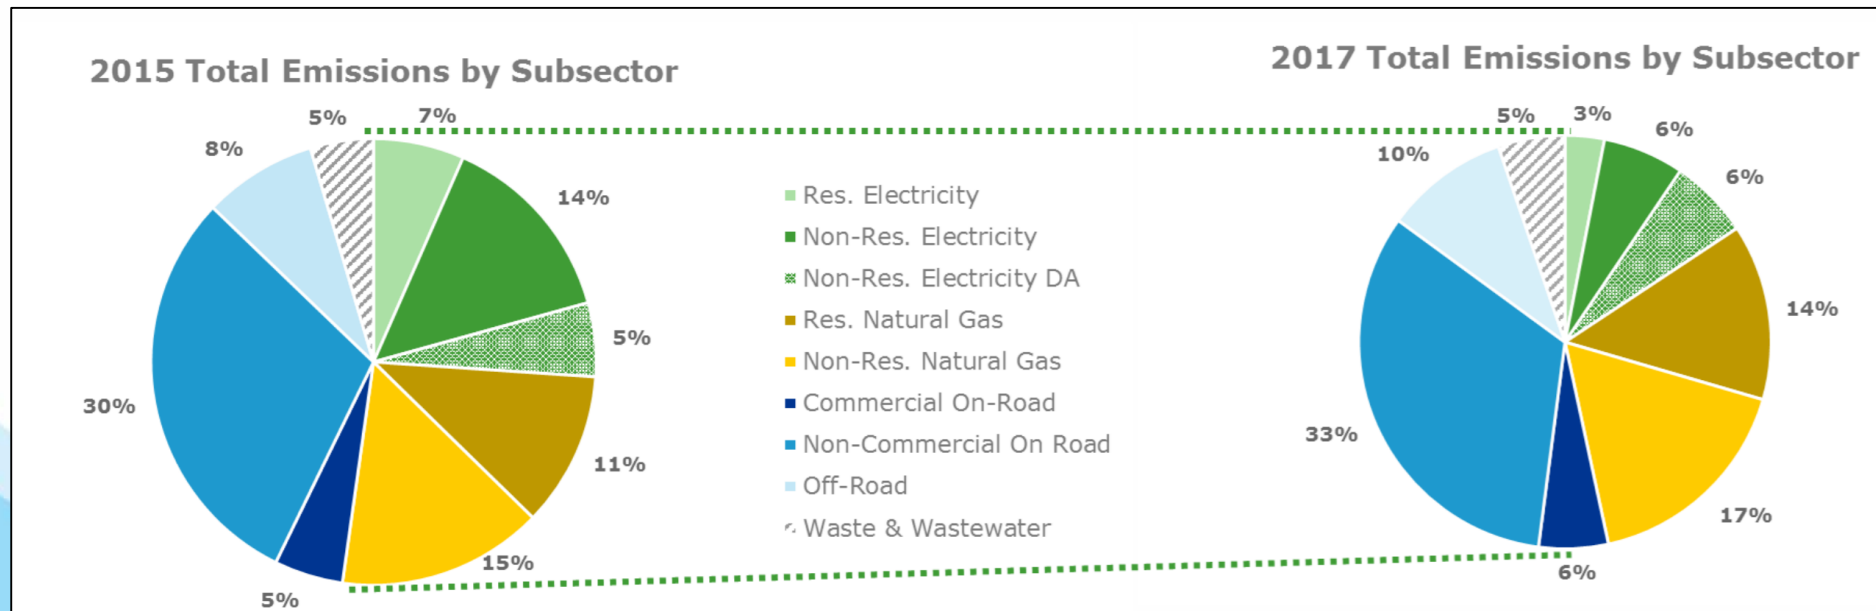 2015 Total Emissions by Subsector
5%
7%
8%
14%
5%
30%
11%
15%
5%
Res. Electricity
Non-Res. Electricity
Non-Res. Electricity DA
Res. Natural Gas
Non-Res. Natural Gas
Commercial On-Road
Non-Commercial On Road
Off-Road
Waste & Wastewater
2017 Total Emissions by Subsector
5%
3%
6%
10%
6%
14%
33%
17%
6%